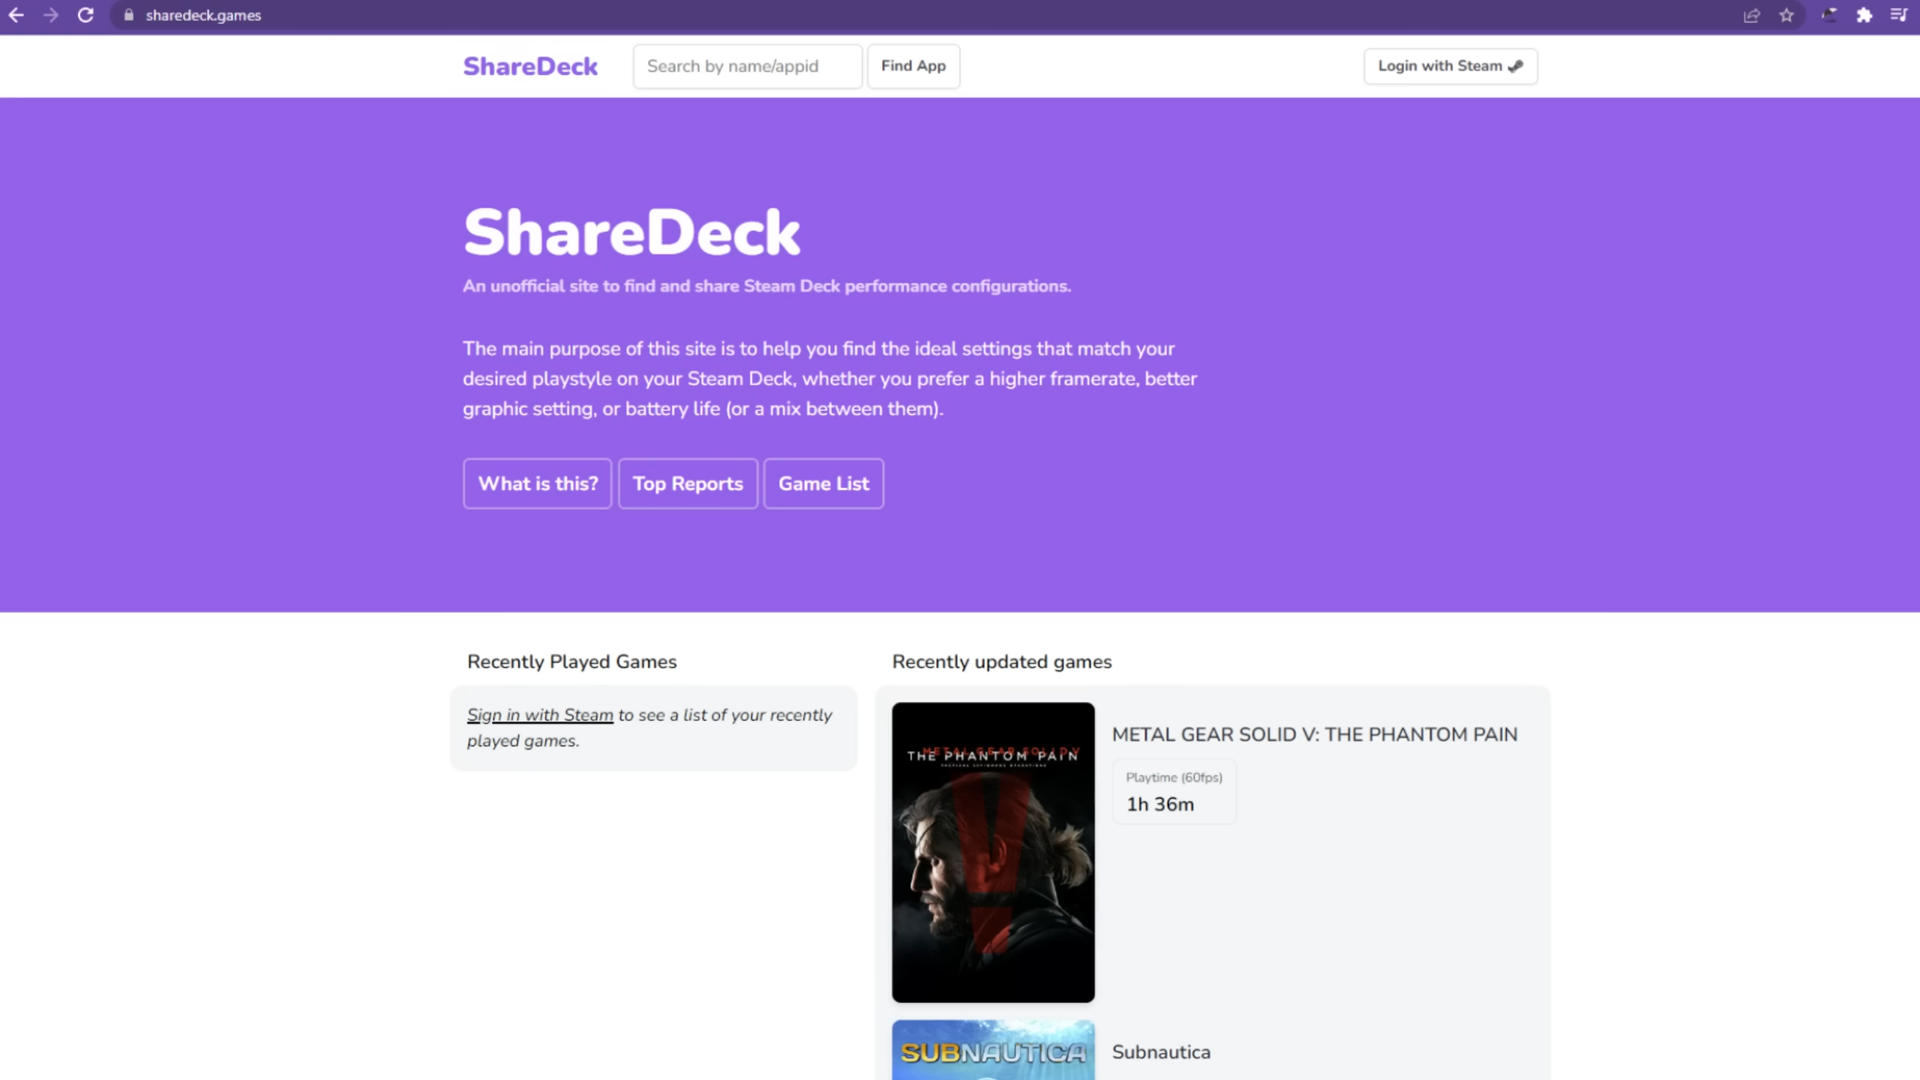 sharedeck.games
ShareDeck
Search by name/appid
Find App
Login with Steam
ShareDeck
An unofficial site to find and share Steam Deck performance configurations.
The main purpose of this site is to help you find the ideal settings that match your
desired playstyle on your Steam Deck, whether you prefer a higher framerate, better
graphic setting, or battery life (or a mix between them).
What is this?
Top Reports
Game List
Recently Played Games
Sign in with Steam to see a list of your recently
played games.
Recently updated games
METAL GEAR SOLID V
THE PHANTOM PAIN
METAL GEAR SOLID V: THE PHANTOM PAIN
Playtime (60fps)
1h 36m
SUBNAUTICA
Subnautica